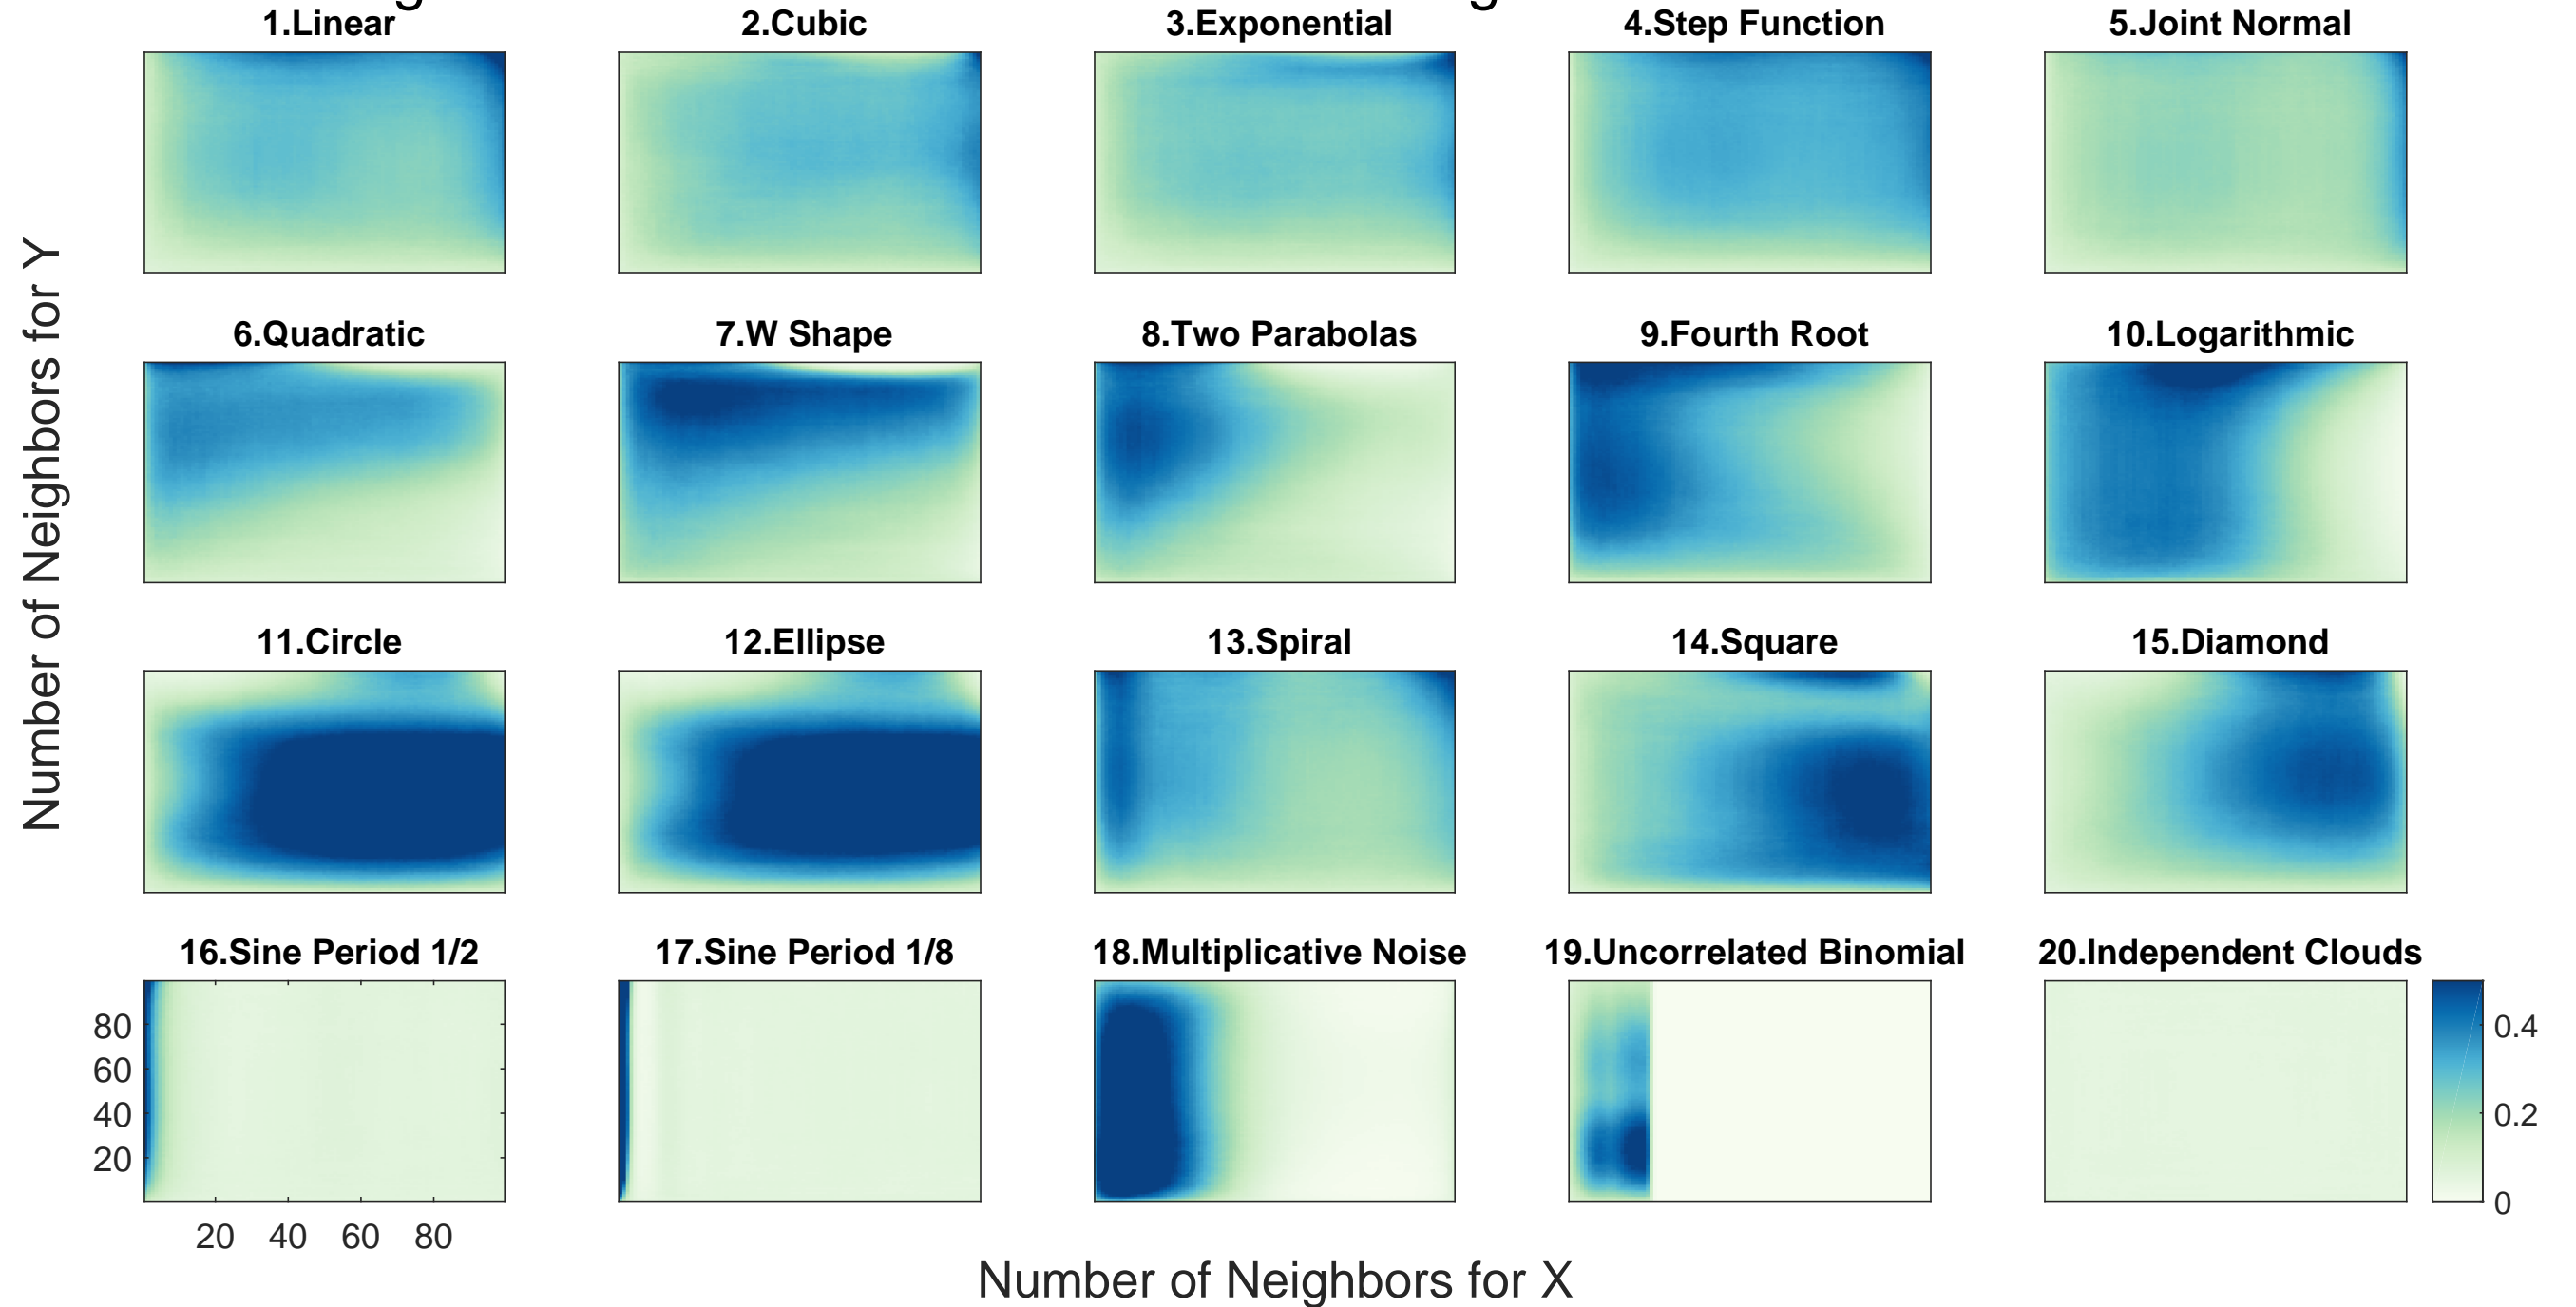 1.Linear 2.Cubic 3.Exponential 4.Step Function 5.Joint Normal
6.Quadratic 7.W Shape 8.Two Parabolas 9.Fourth Root 10.Logarithmic
11.Circle 12.Ellipse 13.Spiral 14.Square 15.Diamond
16.Sine Period 1/2 17.Sine Period 1/8 18.Multiplicative Noise 19.Uncorrelated Binomial 20.Independent Clouds
Number of Neighbors for Y
80
60
40
20
20 40 60 80
0.4
0.2
0
Number of Neighbors for X